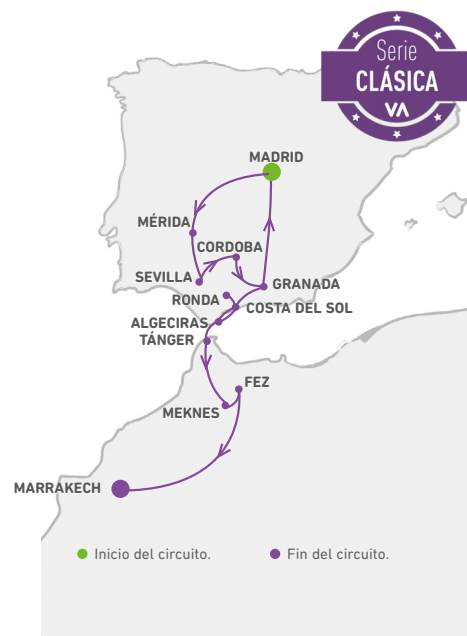 Serie
CLÁSICA
VA
MADRID
MÉRIDA
CORDOBA
SEVILLA
GRANADA
RONDA
COSTA DEL SOL
ALGECIRAS
TÁNGER
FEZ
MEKNES
MARRAKECH
Inicio del circuito.
Fin del circuito.